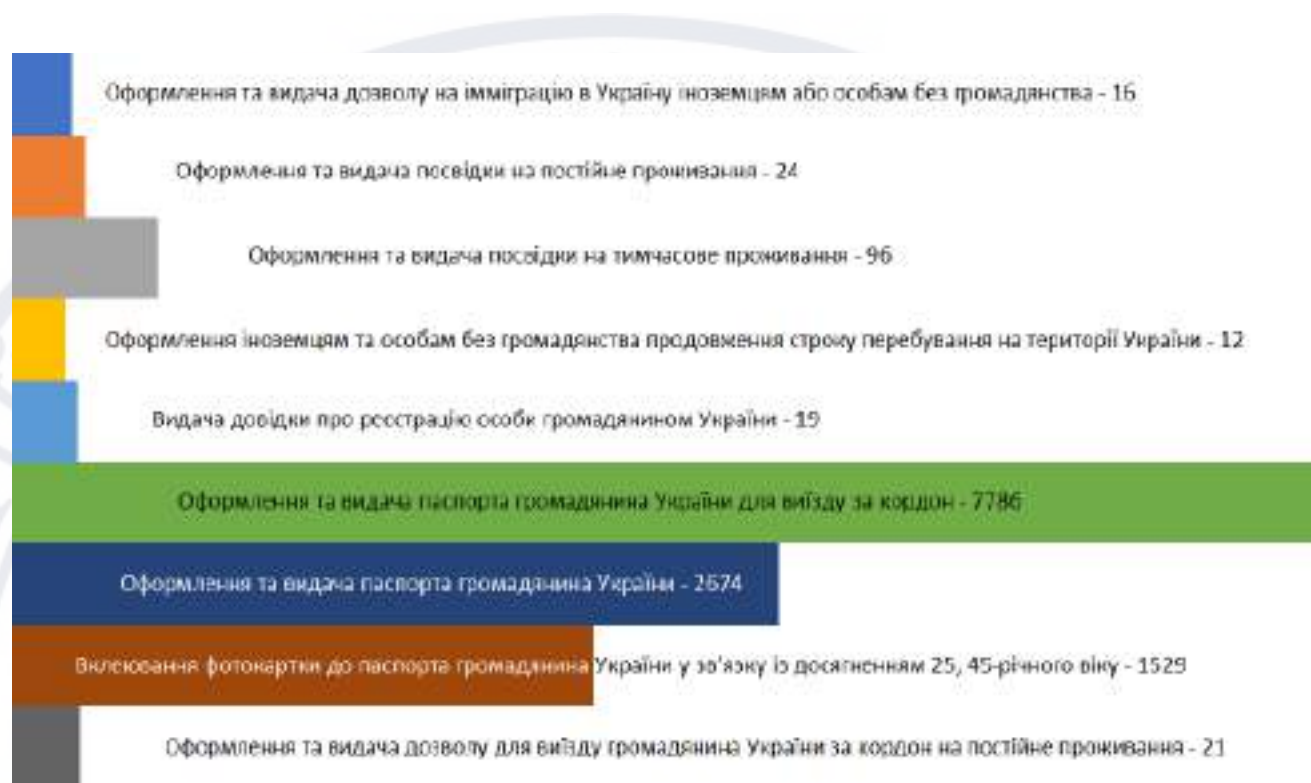 Оформлення та видача дозволу на імміграцію в Україну іноземцям або особам без громадянства - 16
Оформлення та видача посвідки на постійне проживання - 24
Оформлення та видача посвідки на тимчасове проживання - 96
Оформлення іноземцям та особам без громадянства продовження строку перебування на території України - 12
Видача довідки про реєстрацію особи громадянином України - 19
Оформлення та видача паспорта громадянина України для виїзду за кордон - 7786
Оформлення та видача паспорта громадянина України - 2674
Вклеювання фотокартки до паспорта громадянина України у зв'язку із досягненням 25, 45-річного віку - 1529
Оформлення та видача дозволу для виїзду громадянина України за кордон на постійне проживання - 21